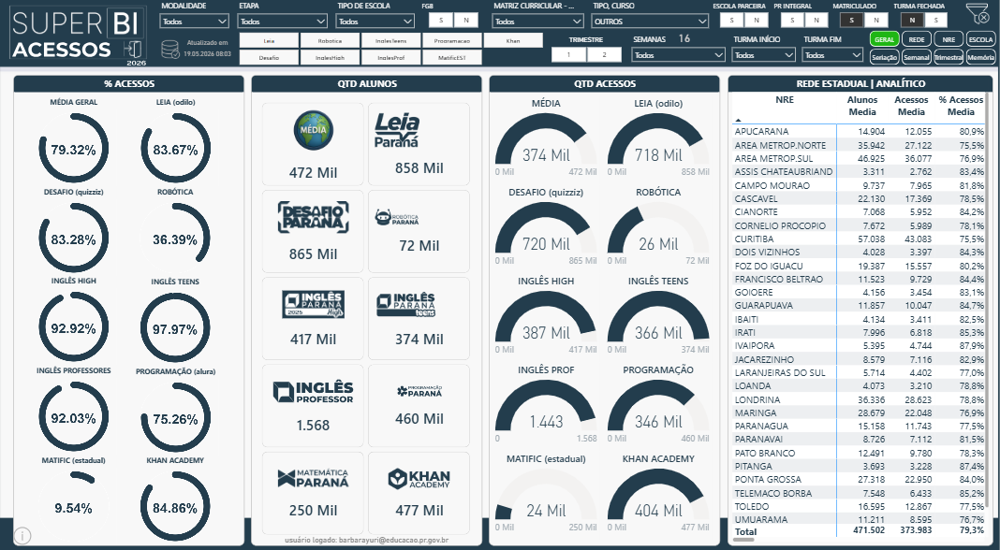 SUPER BI
ACESSOS
2026
Atualizado em
19.05.2026 08:03
MODALIDADE
Todos
ETAPA
Todos
TIPO DE ESCOLA
Todos
FGB
S N
MATRIZ CURRICULAR - ...
Todos
TIPO, CURSO
OUTROS
ESCOLA PARCEIRA
S N
PR INTEGRAL
S N
MATRICULADO
S N
TURMA FECHADA
N S
Leia Robotica InglesTeens Programacao Khan
Desafio InglesHigh InglesProf MatificEST
TRIMESTRE
1 2
SEMANAS 16
Todos
TURMA INÍCIO
Todos
TURMA FIM
Todos
GERAL REDE NRE ESCOLA
Seriação Semanal Trimestral Memória
% ACESSOS
MÉDIA GERAL LEIA (odilo)
79.32% 83.67%
DESAFIO (quizziz) ROBÓTICA
83.28% 36.39%
INGLÊS HIGH INGLÊS TEENS
92.92% 97.97%
INGLÊS PROFESSORES PROGRAMAÇÃO (alura)
92.03% 75.26%
MATIFIC (estadual) KHAN ACADEMY
9.54% 84.86%
QTD ALUNOS
MÉDIA
472 Mil
Leia Paraná
858 Mil
DESAFIO PARANÁ
865 Mil
ROBÓTICA PARANÁ
72 Mil
INGLÊS PARANÁ
2025 High
417 Mil
INGLÊS PARANÁ
teens
374 Mil
INGLÊS PROFESSOR
1.568
PROGRAMAÇÃO PARANÁ
460 Mil
MATEMÁTICA PARANÁ
250 Mil
KHAN ACADEMY
477 Mil
usuário logado: barbarayuri@educacao.pr.gov.br
QTD ACESSOS
MÉDIA LEIA (odilo)
374 Mil 718 Mil
0 Mil 472 Mil 0 Mil 858 Mil
DESAFIO (quizziz) ROBÓTICA
720 Mil 26 Mil
0 Mil 865 Mil 0 Mil 72 Mil
INGLÊS HIGH INGLÊS TEENS
387 Mil 366 Mil
0 Mil 417 Mil 0 Mil 374 Mil
INGLÊS PROF PROGRAMAÇÃO
1.443 346 Mil
0 1.568 0 Mil 460 Mil
MATIFIC (estadual) KHAN ACADEMY
24 Mil 404 Mil
0 Mil 250 Mil 0 Mil 477 Mil
REDE ESTADUAL | ANALÍTICO
NRE Alunos Media Acessos Media % Acessos Media
APUCARANA 14.904 12.055 80,9%
AREA METROP.NORTE 35.942 27.122 75,5%
AREA METROP.SUL 46.925 36.077 76,9%
ASSIS CHATEAUBRIAND 3.311 2.762 83,4%
CAMPO MOURAO 9.737 7.965 81,8%
CASCAVEL 22.130 17.369 78,5%
CIANORTE 7.068 5.952 84,2%
CORNELIO PROCOPIO 7.672 5.989 78,1%
CURITIBA 57.038 43.083 75,5%
DOIS VIZINHOS 4.028 3.397 84,3%
FOZ DO IGUACU 19.387 15.557 80,2%
FRANCISCO BELTRAO 11.523 9.729 84,4%
GOIOERE 4.156 3.454 83,1%
GUARAPUAVA 11.857 10.047 84,7%
IBAITI 4.134 3.411 82,5%
IRATI 7.996 6.818 85,3%
IVAIPORA 5.395 4.744 87,9%
JACAREZINHO 8.579 7.116 82,9%
LARANJEIRAS DO SUL 5.714 4.402 77,0%
LOANDA 4.073 3.210 78,8%
LONDRINA 36.336 28.623 78,8%
MARINGA 28.679 22.048 76,9%
PARANAGUA 15.158 11.743 77,5%
PARANAVAI 8.726 7.112 81,5%
PATO BRANCO 12.491 9.780 78,3%
PITANGA 3.693 3.228 87,4%
PONTA GROSSA 27.318 22.950 84,0%
TELEMACO BORBA 7.548 6.433 85,2%
TOLEDO 16.595 12.867 77,5%
UMUARAMA 11.211 8.595 76,7%
Total 471.502 373.983 79,3%